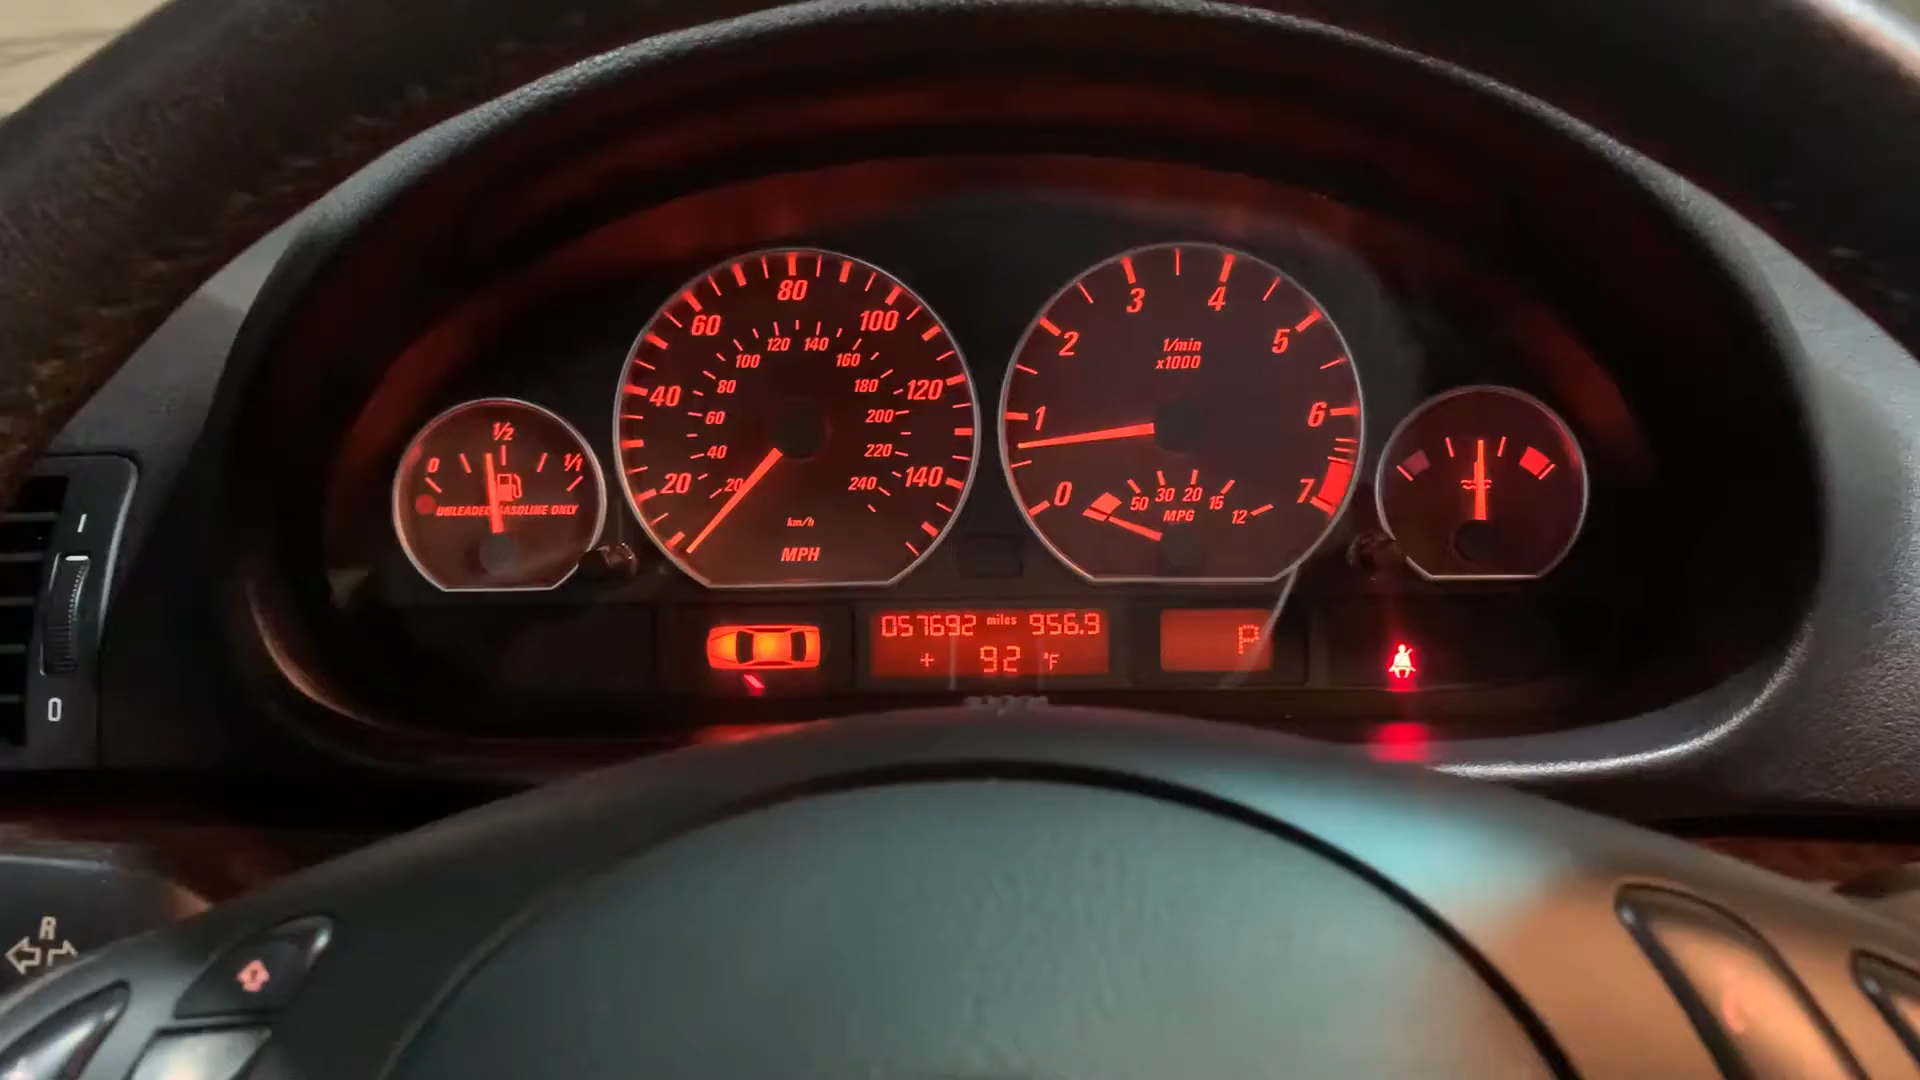 0 1/2 1/1
UNLEADED GASOLINE ONLY
20 40 60 80 100 120 140
20 40 60 80 100 120 140 160 180 200 220 240
km/h
MPH
0 1 2 3 4 5 6 7
1/min
x1000
50 30 20 15 12
MPG
057692 miles 956.9
+ 92 °F
P
I
0
R